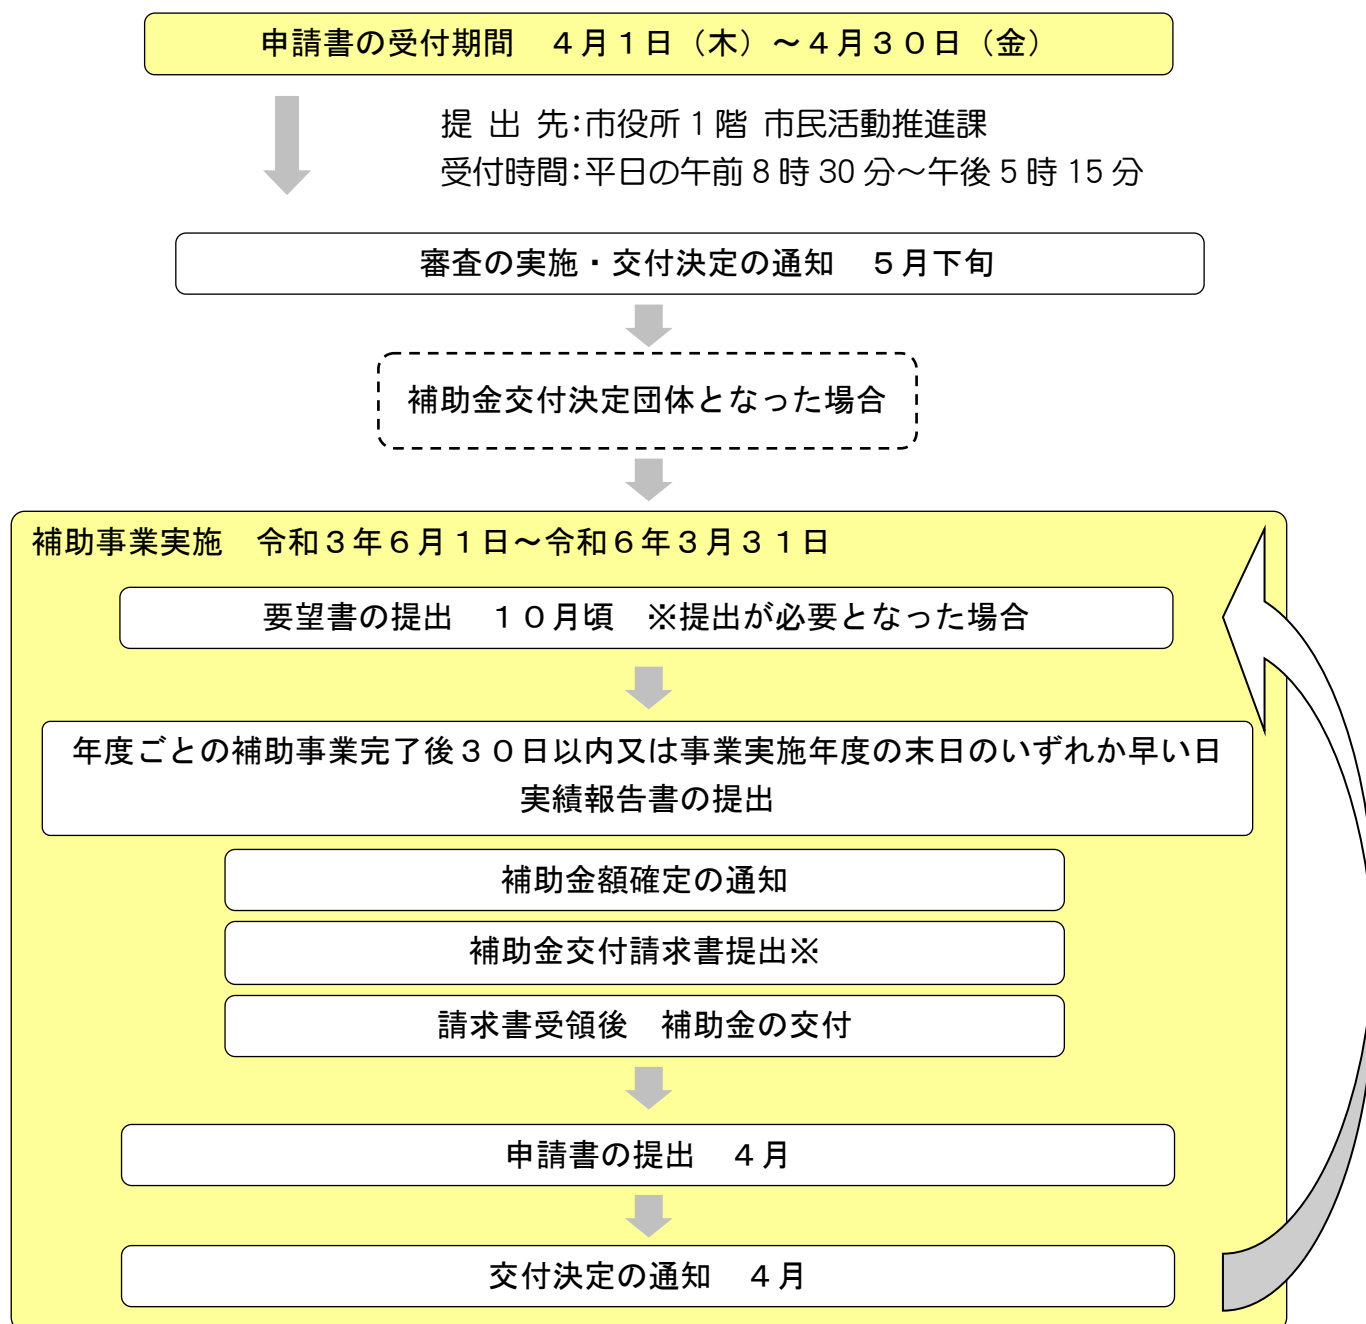 申請書の受付期間　４月１日（木）～４月３０日（金）
提 出 先：市役所１階 市民活動推進課
受付時間：平日の午前８時30分～午後５時15分
審査の実施・交付決定の通知　５月下旬
補助金交付決定団体となった場合
補助事業実施　令和３年６月１日～令和６年３月３１日
要望書の提出　１０月頃　※提出が必要となった場合
年度ごとの補助事業完了後３０日以内又は事業実施年度の末日のいずれか早い日
実績報告書の提出
補助金額確定の通知
補助金交付請求書提出※
請求書受領後　補助金の交付
申請書の提出　４月
交付決定の通知　４月